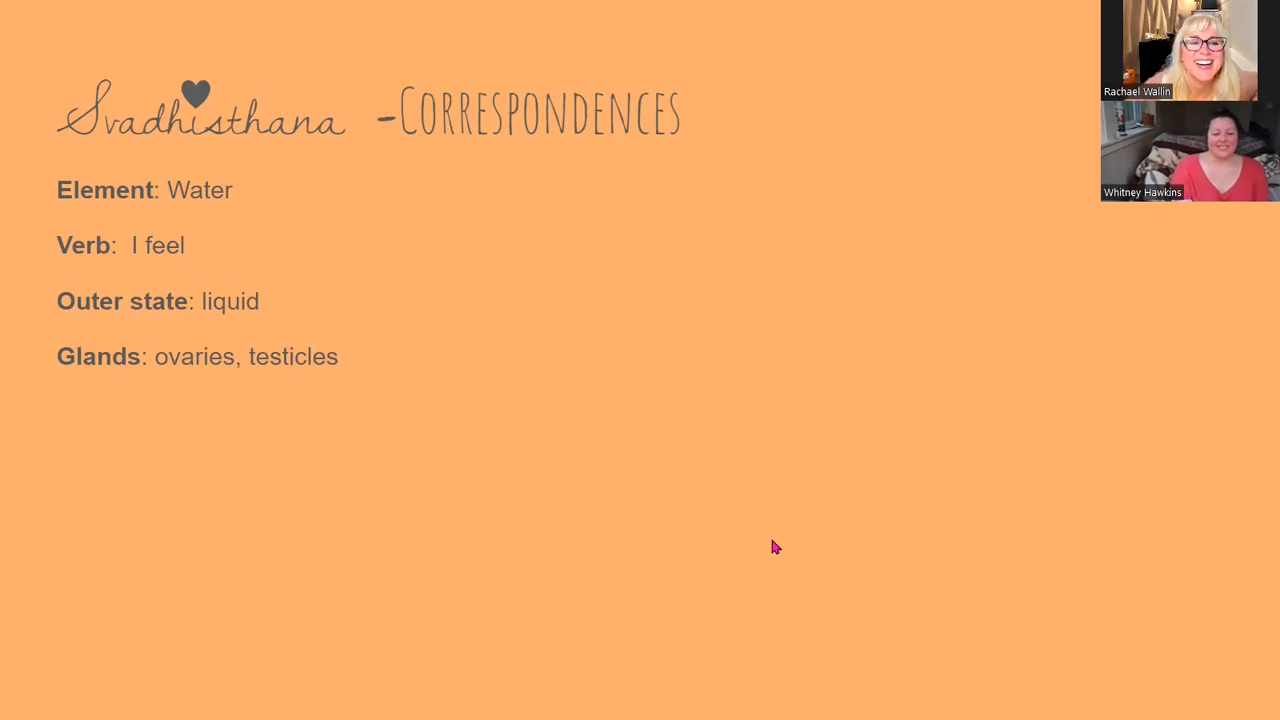 Svadhisthana -CORRESPONDENCES
Element: Water
Verb: I feel
Outer state: liquid
Glands: ovaries, testicles
Rachael Wallin
Whitney Hawkins